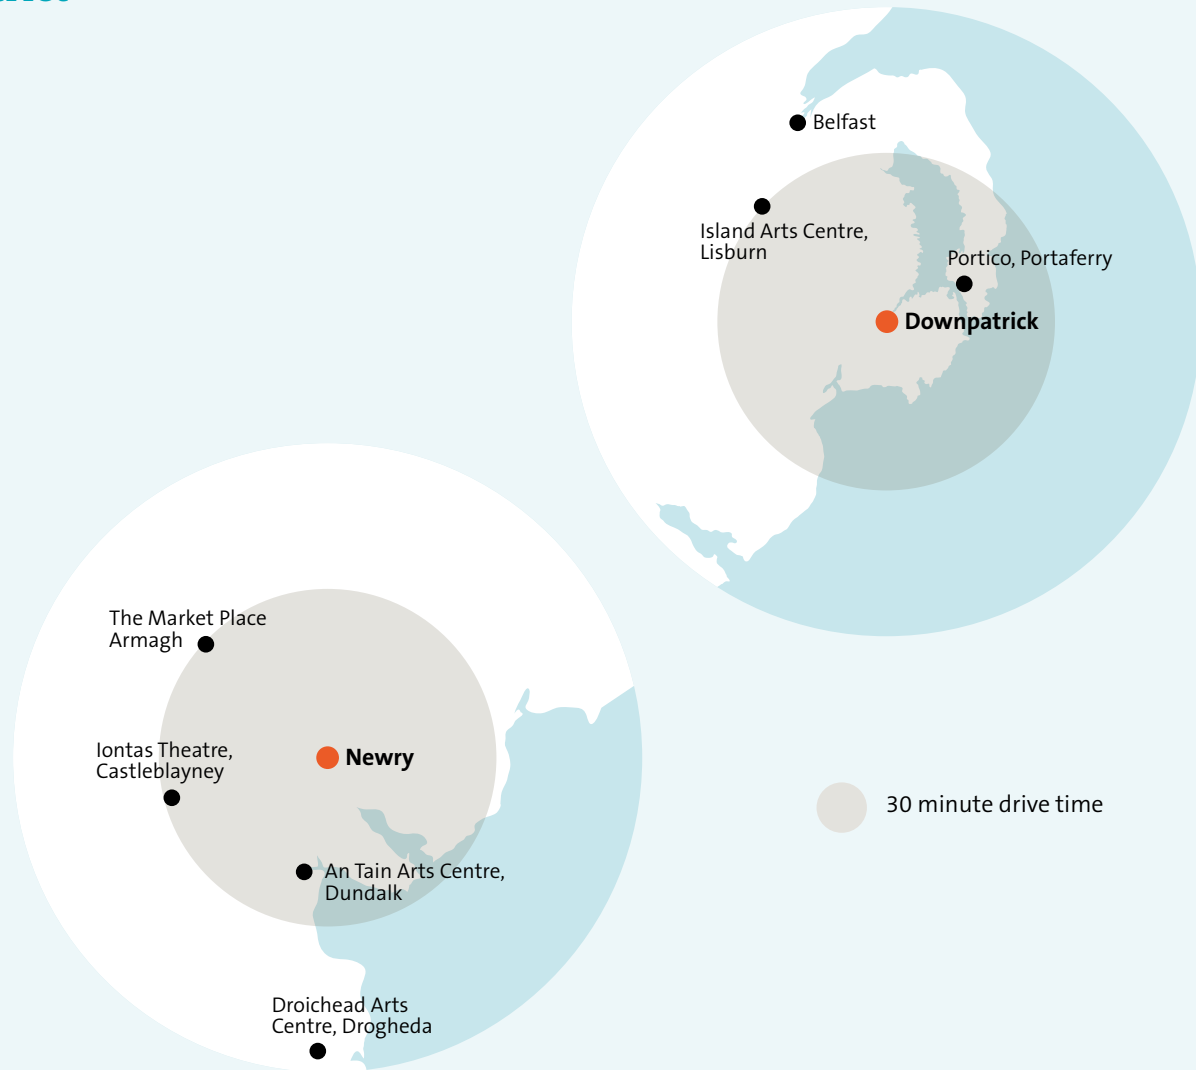 Belfast
Island Arts Centre,
Lisburn
Portico, Portaferry
Downpatrick
The Market Place
Armagh
Iontas Theatre,
Castleblayney
Newry
30 minute drive time
An Tain Arts Centre,
Dundalk
Droichead Arts
Centre, Drogheda